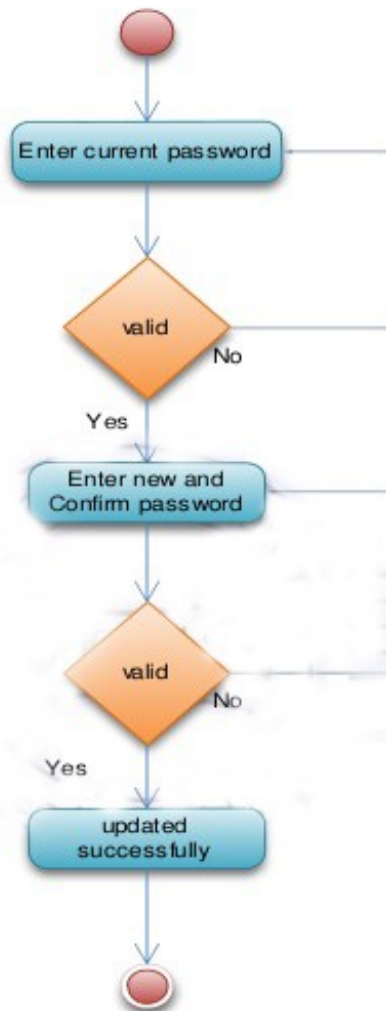 Enter current password
valid
No
Yes
Enter new and
Confirm password
valid
No
Yes
updated
successfully